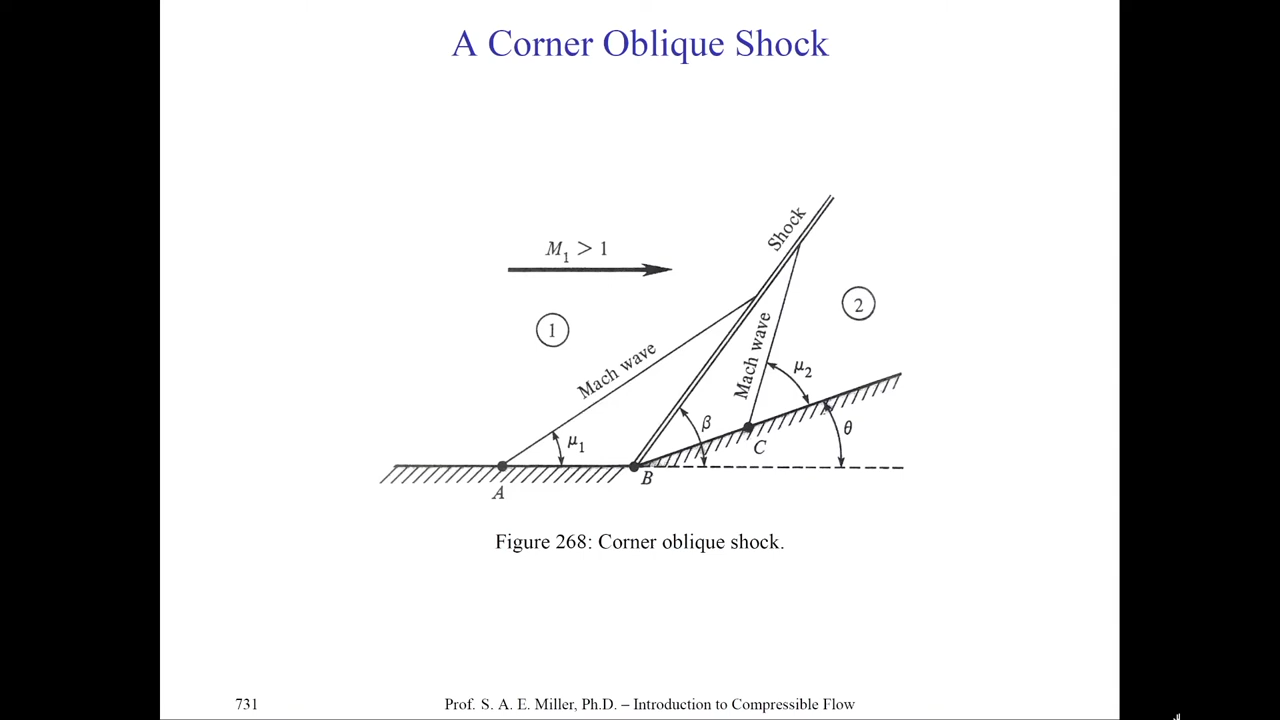 A Corner Oblique Shock
M₁ > 1
Shock
1
2
Mach wave
Mach wave
μ₁
β
μ₂
θ
A
B
C
Figure 268: Corner oblique shock.
731
Prof. S. A. E. Miller, Ph.D. – Introduction to Compressible Flow